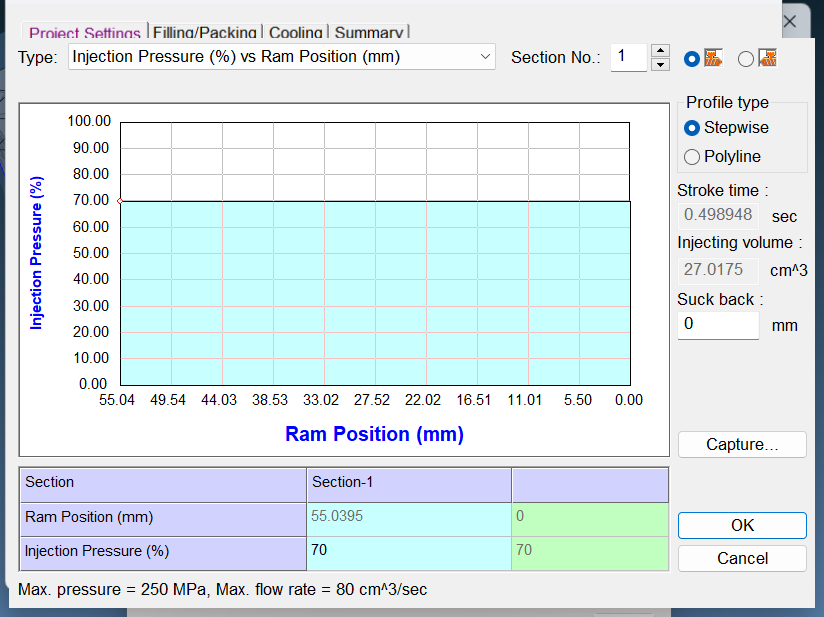 Project Settings Filling/Packing Cooling Summary
Type: Injection Pressure (%) vs Ram Position (mm) Section No.: 1
Profile type
Stepwise
Polyline
Stroke time :
0.498948 sec
Injecting volume :
27.0175 cm^3
Suck back :
0 mm
Injection Pressure (%)
100.00
90.00
80.00
70.00
60.00
50.00
40.00
30.00
20.00
10.00
0.00
55.04 49.54 44.03 38.53 33.02 27.52 22.02 16.51 11.01 5.50 0.00
Ram Position (mm)
Capture...
Section Section-1
Ram Position (mm) 55.0395 0
Injection Pressure (%) 70 70
OK
Cancel
Max. pressure = 250 MPa, Max. flow rate = 80 cm^3/sec